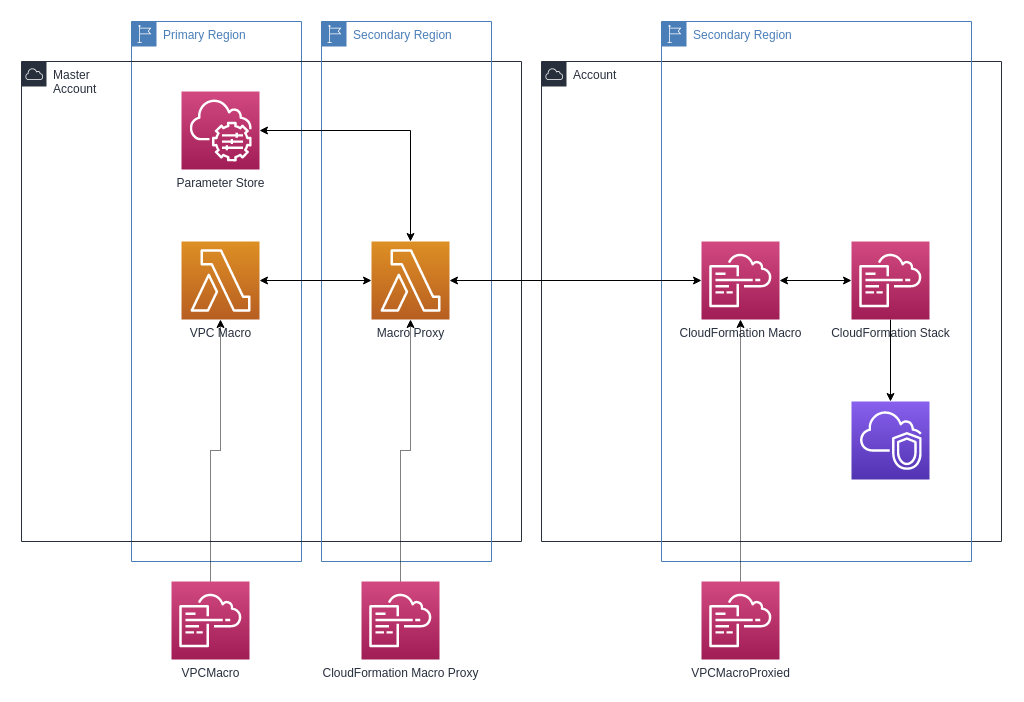 Primary Region
Secondary Region
Secondary Region
Master
Account
Account
Parameter Store
VPC Macro
Macro Proxy
CloudFormation Macro
CloudFormation Stack
VPCMacro
CloudFormation Macro Proxy
VPCMacroProxied